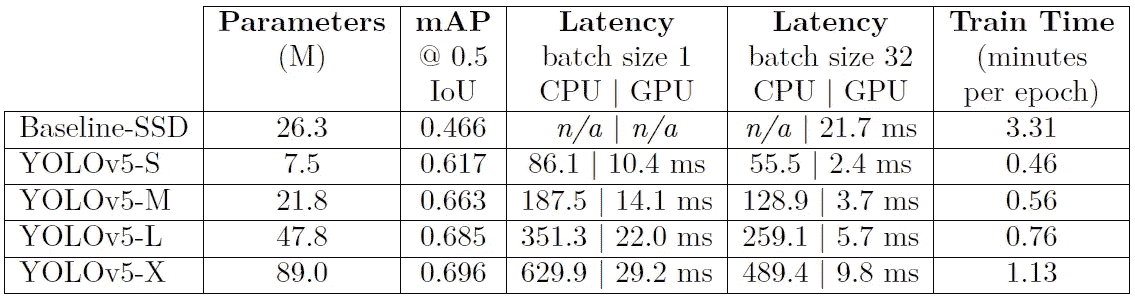 Parameters mAP Latency Latency Train Time
(M) @ 0.5 batch size 1 batch size 32 (minutes
IoU CPU | GPU CPU | GPU per epoch)
Baseline-SSD 26.3 0.466 n/a | n/a n/a | 21.7 ms 3.31
YOLOv5-S 7.5 0.617 86.1 | 10.4 ms 55.5 | 2.4 ms 0.46
YOLOv5-M 21.8 0.663 187.5 | 14.1 ms 128.9 | 3.7 ms 0.56
YOLOv5-L 47.8 0.685 351.3 | 22.0 ms 259.1 | 5.7 ms 0.76
YOLOv5-X 89.0 0.696 629.9 | 29.2 ms 489.4 | 9.8 ms 1.13